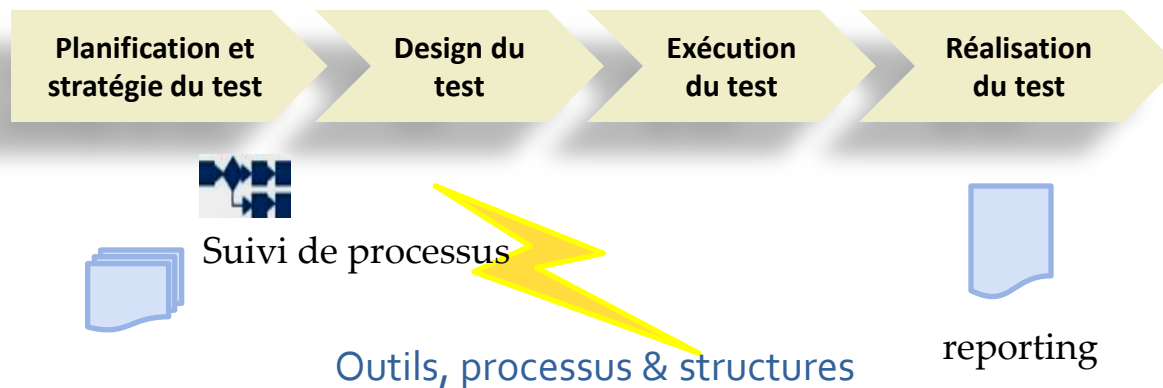 Planification et
stratégie du test
Design du
test
Exécution
du test
Réalisation
du test
Suivi de processus
reporting
Outils, processus & structures